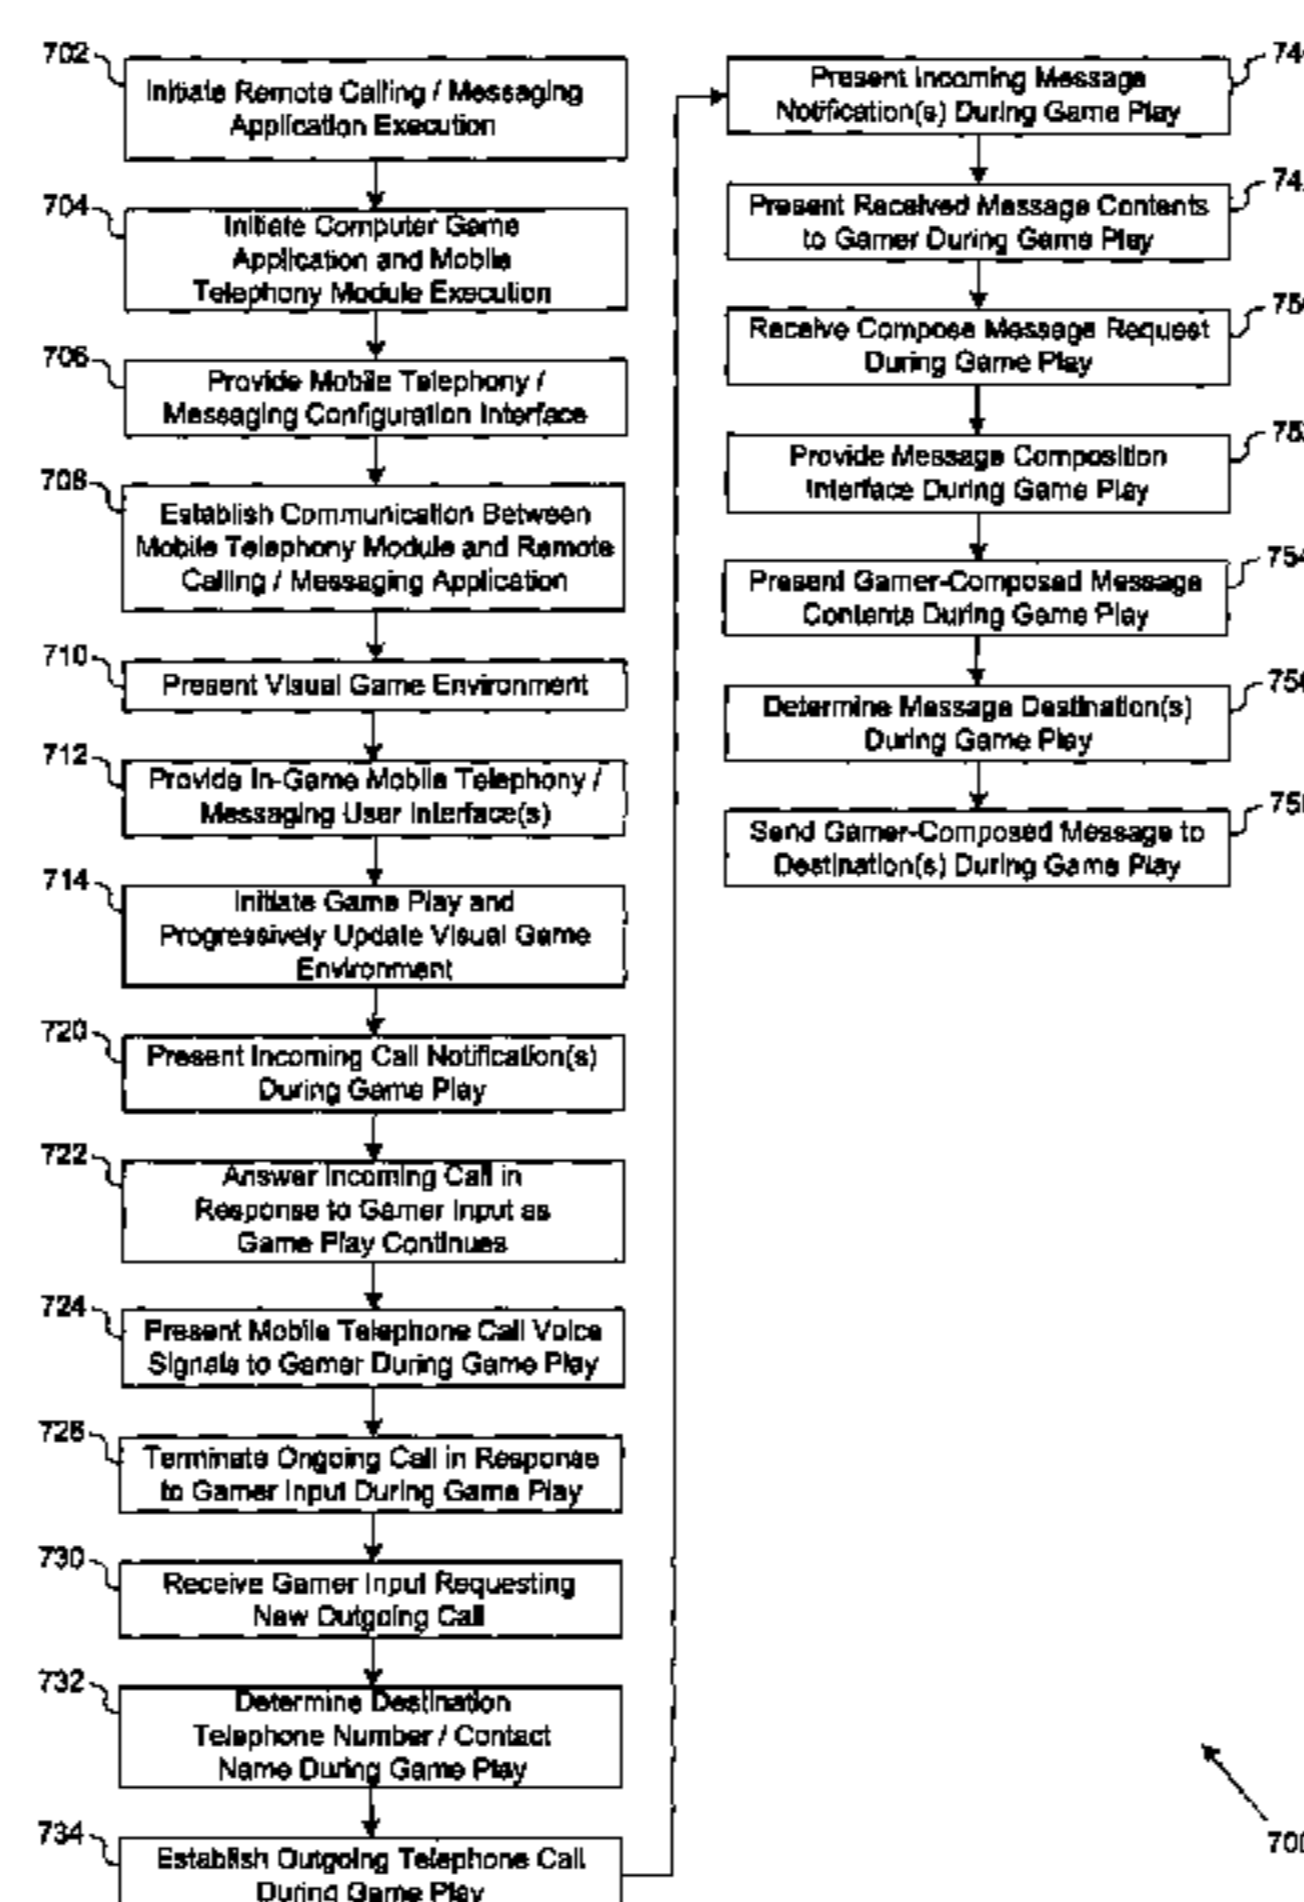 702
Initiate Remote Calling / Messaging
Application Execution
704
Initiate Computer Game
Application and Mobile
Telephony Module Execution
706
Provide Mobile Telephony /
Messaging Configuration Interface
708
Establish Communication Between
Mobile Telephony Module and Remote
Calling / Messaging Application
710
Present Visual Game Environment
712
Provide In-Game Mobile Telephony /
Messaging User Interface(s)
714
Initiate Game Play and
Progressively Update Visual Game
Environment
720
Present Incoming Call Notification(s)
During Game Play
722
Answer Incoming Call in
Response to Gamer Input as
Game Play Continues
724
Present Mobile Telephone Call Voice
Signals to Gamer During Game Play
Terminate Ongoing Call in Response
to Gamer Input During Game Play
730
Receive Gamer Input Requesting
New Outgoing Call
732
Determine Destination
Telephone Number / Contact
Name During Game Play
734
Establish Outgoing Telephone Call
During Game Play
Present Incoming Message
Notification(s) During Game Play
Present Received Message Contents
to Gamer During Game Play
Receive Compose Message Request
During Game Play
Provide Message Composition
Interface During Game Play
754
Present Gamer-Composed Message
Contents During Game Play
Determine Message Destination(s)
During Game Play
Send Gamer-Composed Message to
Destination(s) During Game Play
700